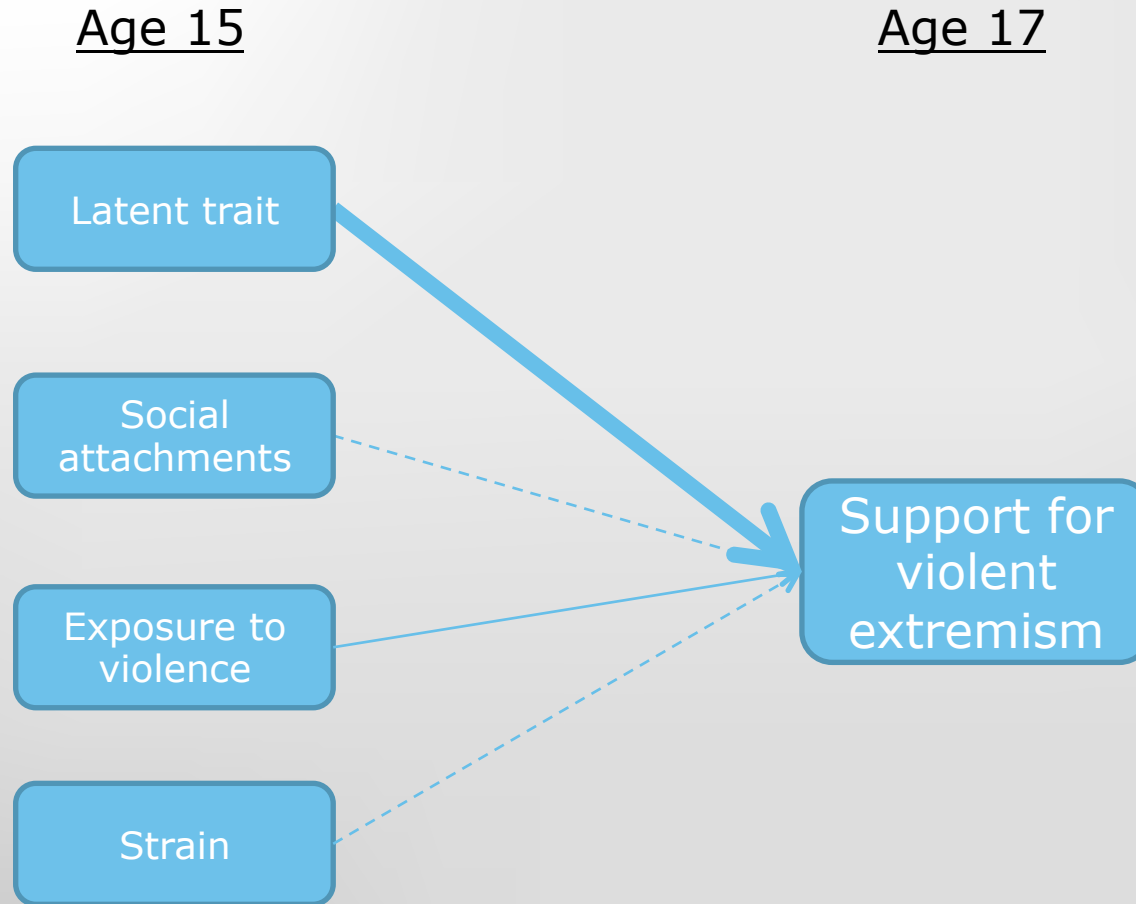 Age 15
Age 17
Latent trait
Social
attachments
Exposure to
violence
Strain
Support for
violent
extremism